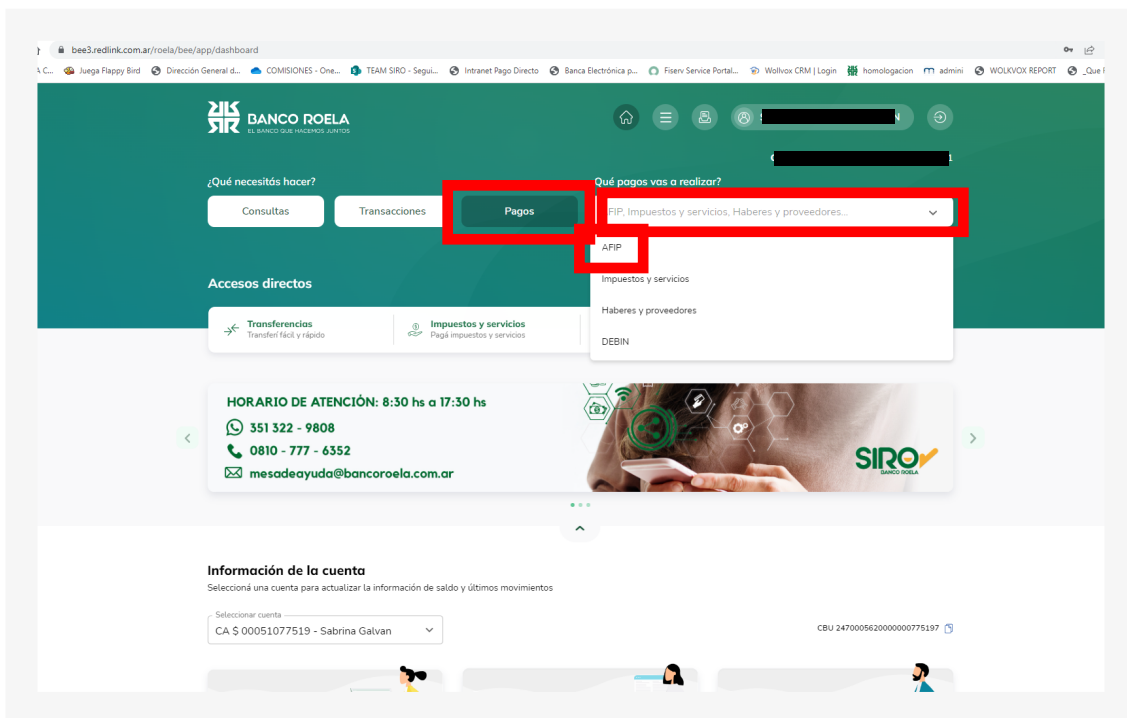 bee3.redlink.com.ar/roela/bee/app/dashboard
A C... Juega Flappy Bird Dirección General d... COMISIONES - One... TEAM SIRO - Segui... Intranet Pago Directo Banca Electrónica p... Fiserv Service Portal... Wollvox CRM | Login homologacion admini WOLKVOX REPORT _Que
BANCO ROELA
EL BANCO QUE HACEMOS JUNTOS
¿Qué necesitás hacer?
Qué pagos vas a realizar?
Consultas Transacciones Pagos
FIP, Impuestos y servicios, Haberes y proveedores...
AFIP
Impuestos y servicios
Haberes y proveedores
DEBIN
Accesos directos
Transferencias
Transferí fácil y rápido
Impuestos y servicios
Pagá impuestos y servicios
HORARIO DE ATENCIÓN: 8:30 hs a 17:30 hs
351 322 - 9808
0810 - 777 - 6352
mesadeayuda@bancoroela.com.ar
SIRO
BANCO ROELA
Información de la cuenta
Seleccioná una cuenta para actualizar la información de saldo y últimos movimientos
Seleccionar cuenta
CA $ 00051077519 - Sabrina Galvan
CBU 2470005620000000775197